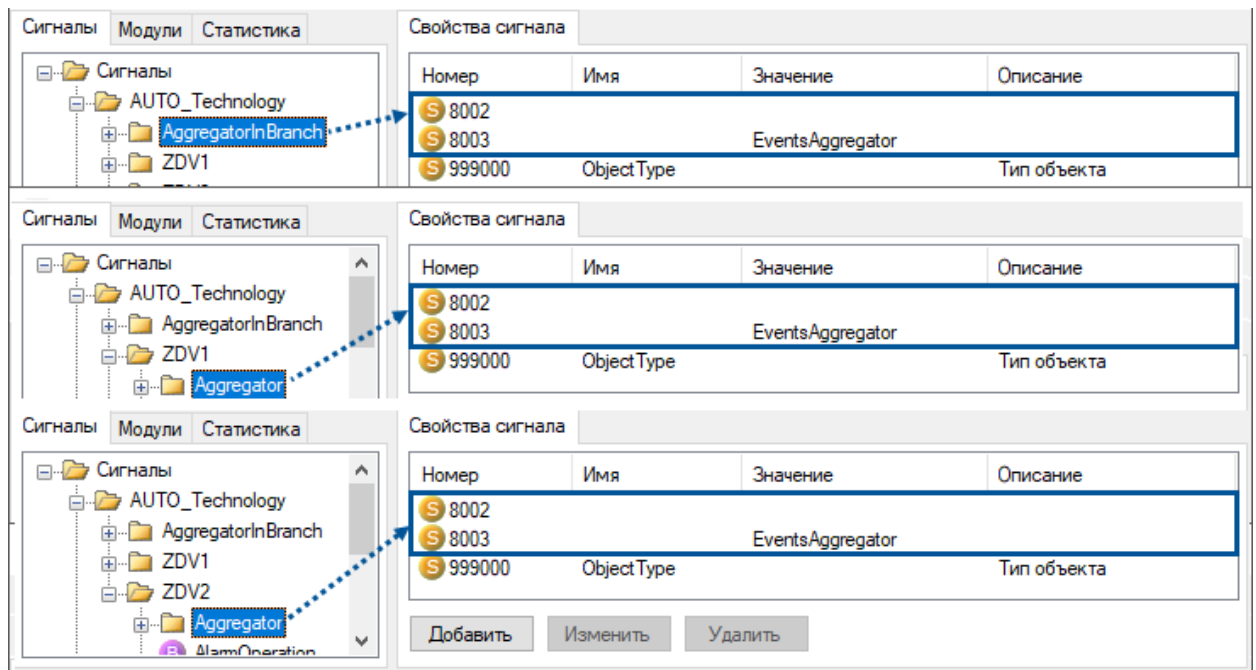 Сигналы Модули Статистика Свойства сигнала
Сигналы Номер Имя Значение Описание
AUTO_Technology S 8002
AggregatorInBranch S 8003 EventsAggregator
ZDV1 S 999000 ObjectType Тип объекта
Сигналы Модули Статистика Свойства сигнала
Сигналы Номер Имя Значение Описание
AUTO_Technology S 8002
AggregatorInBranch S 8003 EventsAggregator
ZDV1 S 999000 ObjectType Тип объекта
Aggregator
Сигналы Модули Статистика Свойства сигнала
Сигналы Номер Имя Значение Описание
AUTO_Technology S 8002
AggregatorInBranch S 8003 EventsAggregator
ZDV1 S 999000 ObjectType Тип объекта
ZDV2
Aggregator Добавить Изменить Удалить
AlarmOperation